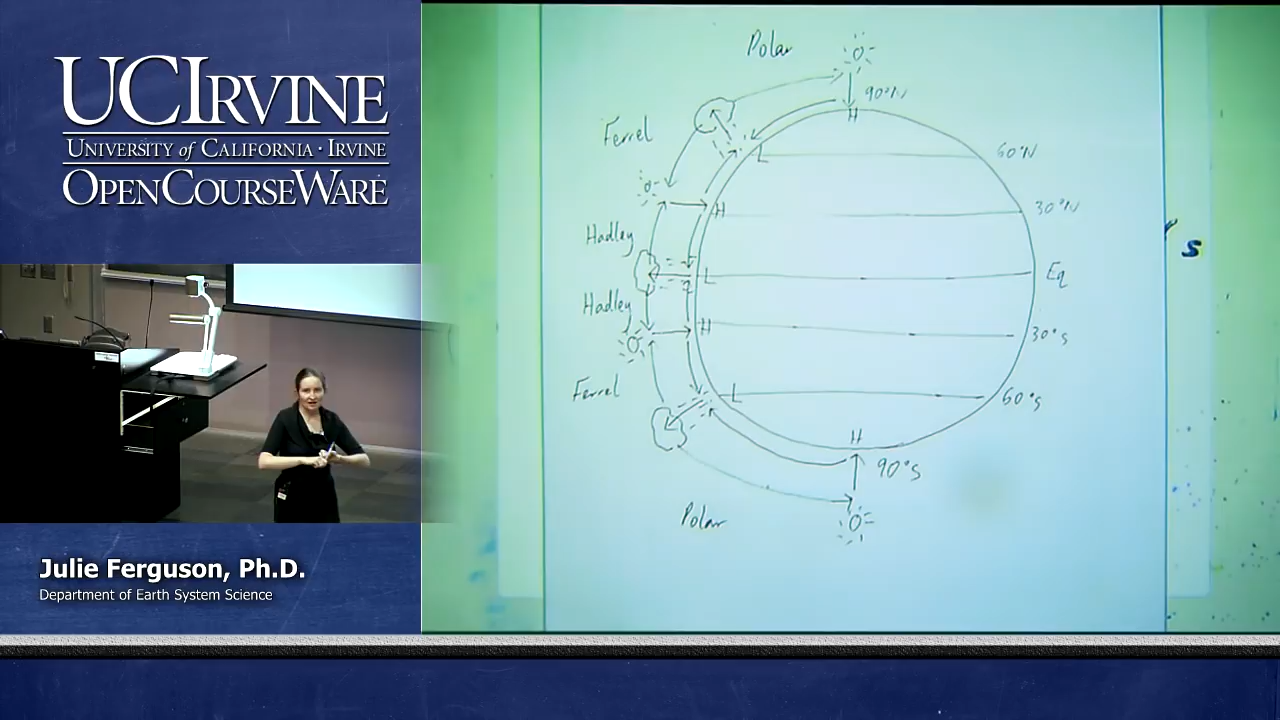 UCIRVINE
UNIVERSITY of CALIFORNIA · IRVINE
OPENCOURSEWARE
Julie Ferguson, Ph.D.
Department of Earth System Science
Polar
90°N
H
Ferrel
L
60°N
H
30°N
Hadley
L
Eq
Hadley
H
30°S
Ferrel
L
60°S
H
90°S
Polar
s